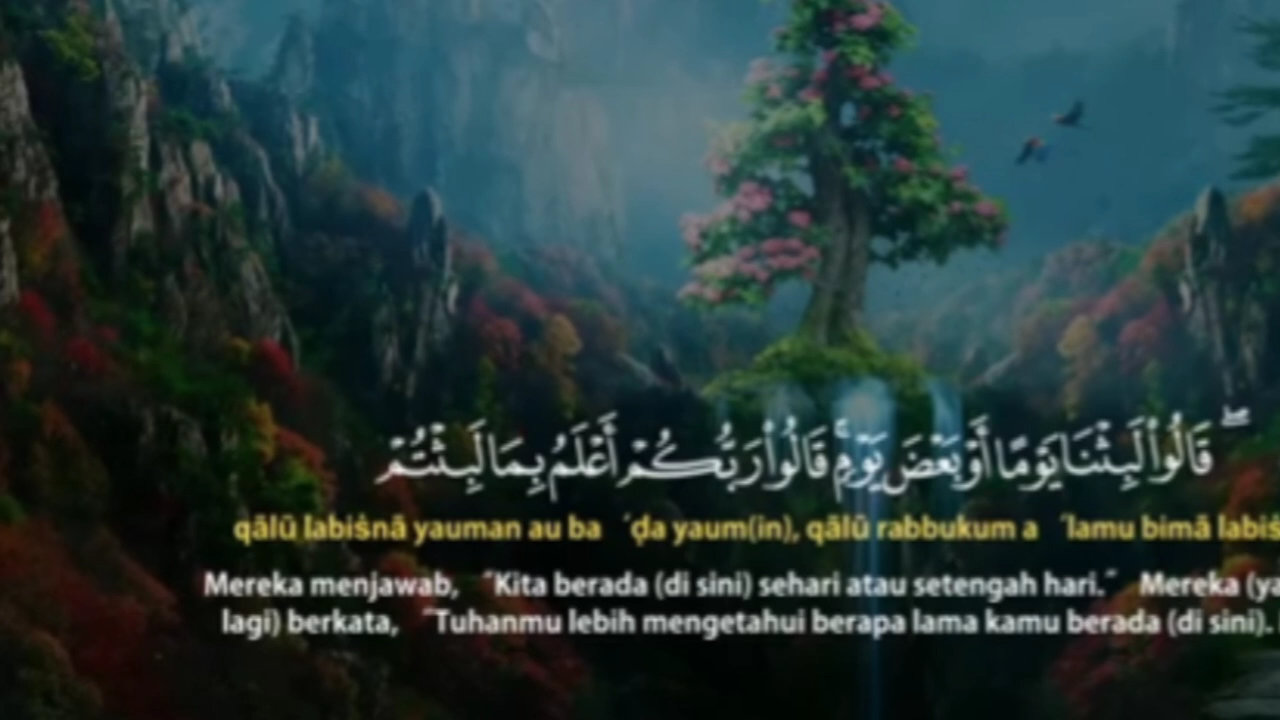 قَالُوا۟ لَبِثْنَا يَوْمًا أَوْ بَعْضَ يَوْمٍۚ قَالُوا۟ رَبُّكُمْ أَعْلَمُ بِمَا لَبِثْتُمْ
qālū labiṡnā yauman au ba ‘ḍa yaum(in), qālū rabbukum a ‘lamu bimā labiṡ
Mereka menjawab, “Kita berada (di sini) sehari atau setengah hari.” Mereka (ya
lagi) berkata, “Tuhanmu lebih mengetahui berapa lama kamu berada (di sini).